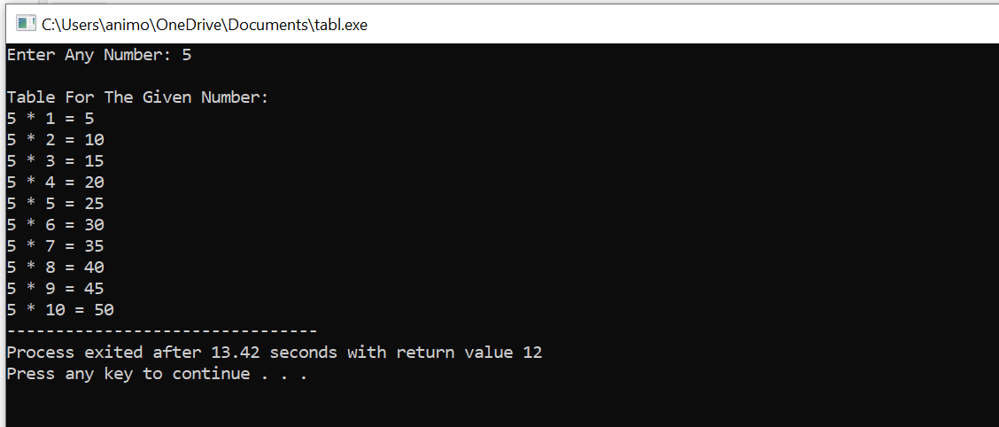 C:\Users\animo\OneDrive\Documents\tabl.exe
Enter Any Number: 5
Table For The Given Number:
5 * 1 = 5
5 * 2 = 10
5 * 3 = 15
5 * 4 = 20
5 * 5 = 25
5 * 6 = 30
5 * 7 = 35
5 * 8 = 40
5 * 9 = 45
5 * 10 = 50
--------------------------------
Process exited after 13.42 seconds with return value 12
Press any key to continue . . .